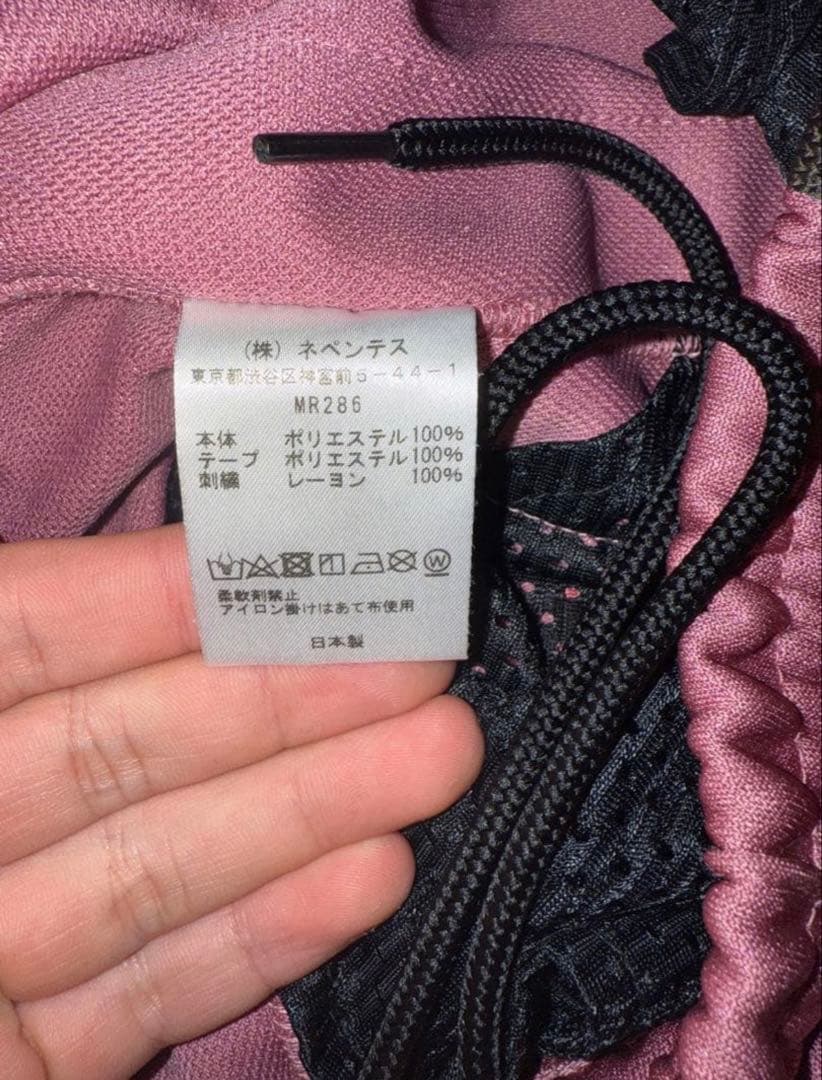 (株) ネペンテス
東京都渋谷区神宮前5-44-1
MR286
本体 ポリエステル100%
テープ ポリエステル100%
刺繍 レーヨン 100%
W
柔軟剤禁止
アイロン掛けはあて布使用
日本製